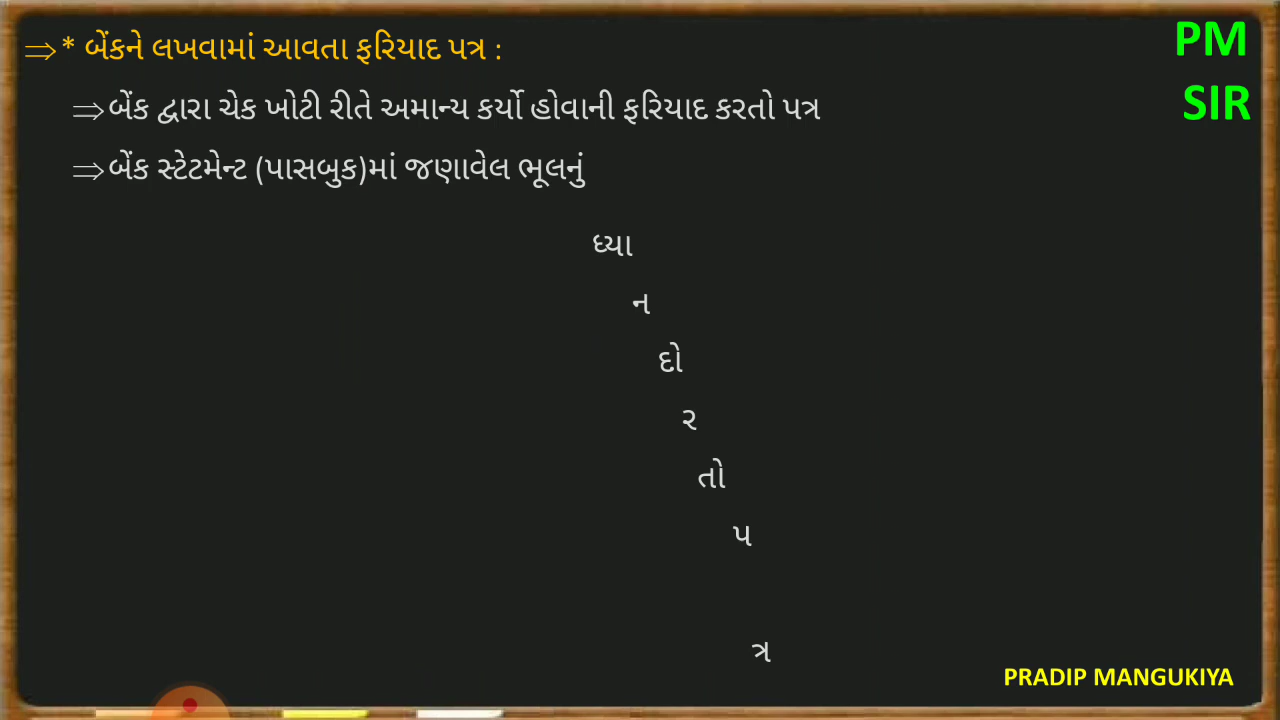 ⇒* બેંકને લખવામાં આવતા ફરિયાદ પત્ર :
PM
SIR
⇒બેંક દ્વારા ચેક ખોટી રીતે અમાન્ય કર્યો હોવાની ફરિયાદ કરતો પત્ર
⇒બેંક સ્ટેટમેન્ટ (પાસબુક)માં જણાવેલ ભૂલનું
ધ્યા
ન
દો
ર
તો
પ
ત્ર
PRADIP MANGUKIYA